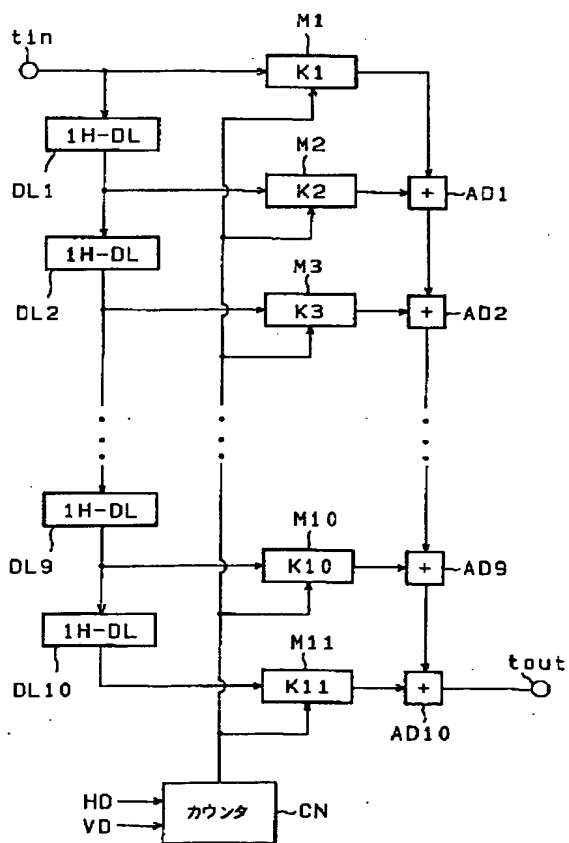 tin
M1
K1
1H-DL
DL1
M2
K2
+
AD1
1H-DL
DL2
M3
K3
+
AD2
1H-DL
DL9
M10
K10
+
AD9
1H-DL
DL10
M11
K11
+
AD10
tout
HD
VD
カウンタ
CN